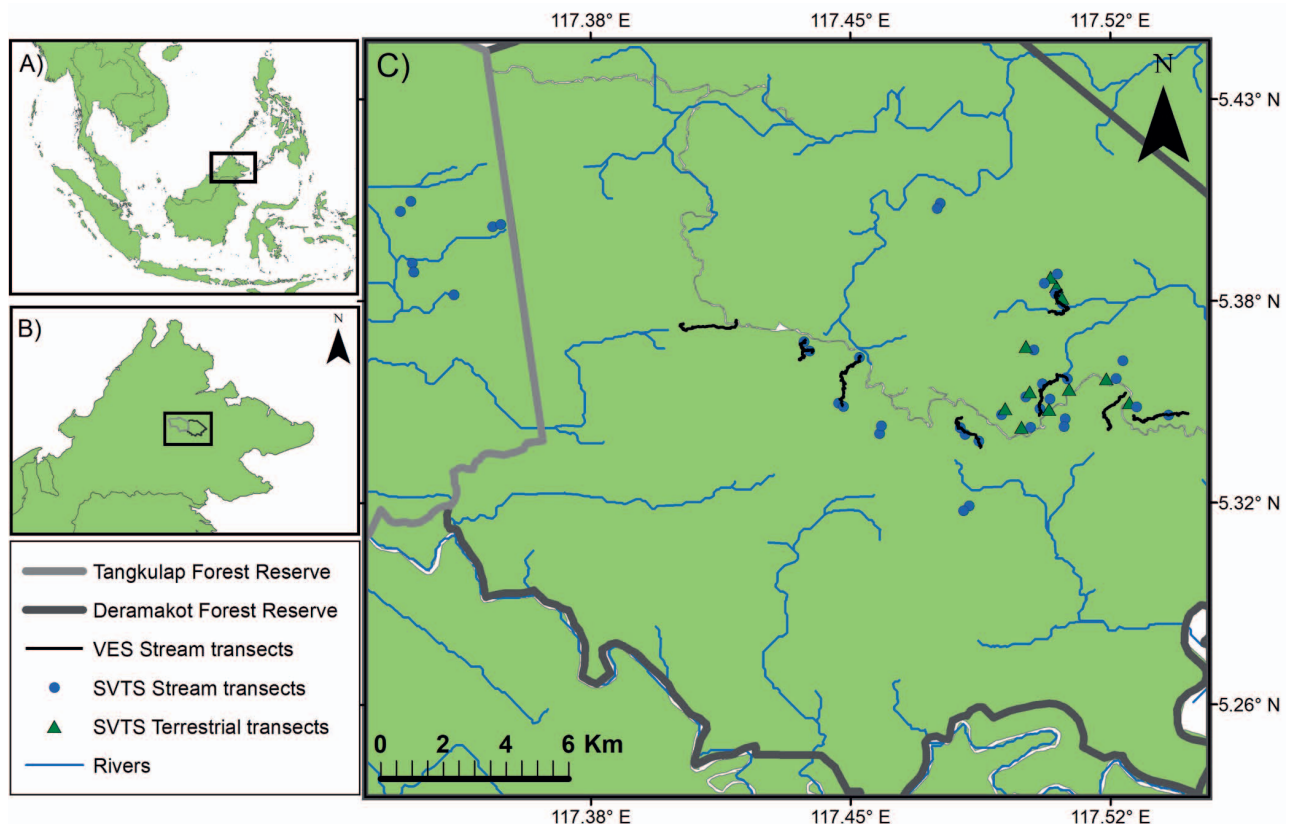 117.38° E 117.45° E 117.52° E
A)
B)
N
C)
N
5.43° N
5.38° N
5.32° N
5.26° N
Tangkulap Forest Reserve
Deramakot Forest Reserve
VES Stream transects
SVTS Stream transects
SVTS Terrestrial transects
Rivers
0 2 4 6 Km
117.38° E 117.45° E 117.52° E